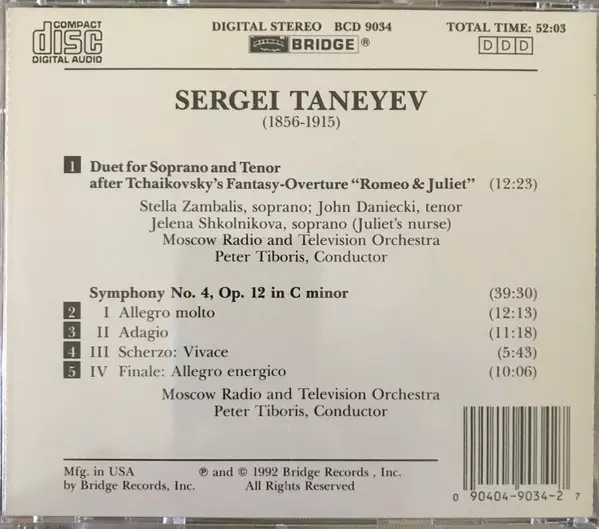 COMPACT
disc
DIGITAL AUDIO
DIGITAL STEREO BCD 9034
BRIDGE®
TOTAL TIME: 52:03
DDD
SERGEI TANEYEV
(1856-1915)
1 Duet for Soprano and Tenor
after Tchaikovsky's Fantasy-Overture "Romeo & Juliet" (12:23)
Stella Zambalis, soprano; John Daniecki, tenor
Jelena Shkolnikova, soprano (Juliet's nurse)
Moscow Radio and Television Orchestra
Peter Tiboris, Conductor
Symphony No. 4, Op. 12 in C minor (39:30)
2 I Allegro molto (12:13)
3 II Adagio (11:18)
4 III Scherzo: Vivace (5:43)
5 IV Finale: Allegro energico (10:06)
Moscow Radio and Television Orchestra
Peter Tiboris, Conductor
Mfg. in USA
by Bridge Records, Inc.
℗ and © 1992 Bridge Records , Inc.
All Rights Reserved
0 90404-9034-2 7